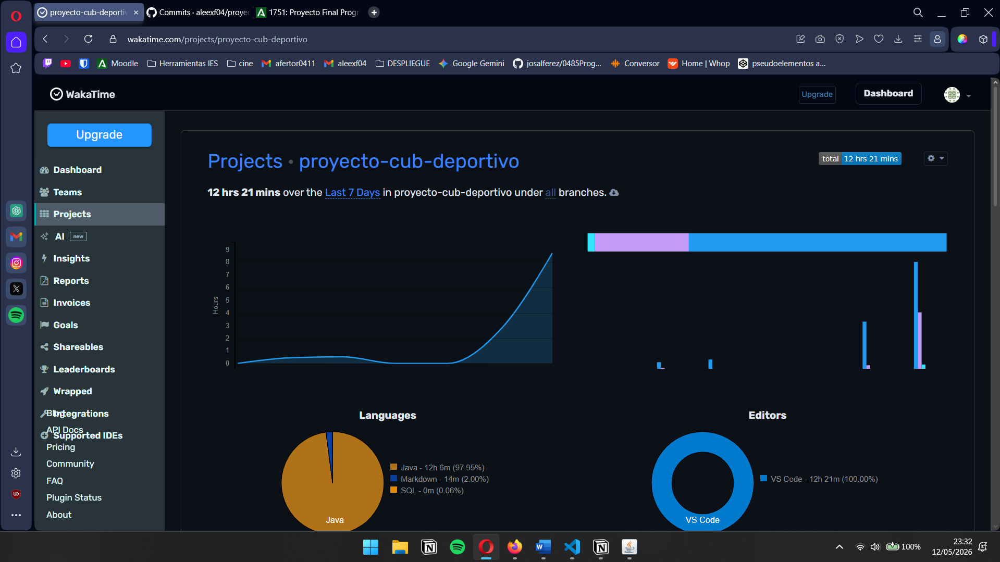 proyecto-cub-deportiv
Commits · aleexf04/proye
1751: Proyecto Final Progr
wakatime.com/projects/proyecto-cub-deportivo
Moodle
Herramientas IES
cine
afertor0411
aleexf04
DESPLIEGUE
Google Gemini
josalferez/0485Prog...
Conversor
Home | Whop
pseudoelementos a...
WakaTime
Upgrade
Dashboard
Upgrade
Dashboard
Teams
Projects
AI new
Insights
Reports
Invoices
Goals
Shareables
Leaderboards
Wrapped
Integrations
Blog
Supported IDEs
API Docs
Pricing
Community
FAQ
Plugin Status
About
Projects • proyecto-cub-deportivo
total 12 hrs 21 mins
12 hrs 21 mins over the Last 7 Days in proyecto-cub-deportivo under all branches.
Hours
9
8
7
6
5
4
3
2
1
0
Languages
Java - 12h 6m (97.95%)
Markdown - 14m (2.00%)
SQL - 0m (0.06%)
Java
Editors
VS Code - 12h 21m (100.00%)
VS Code
100%
23:32
12/05/2026